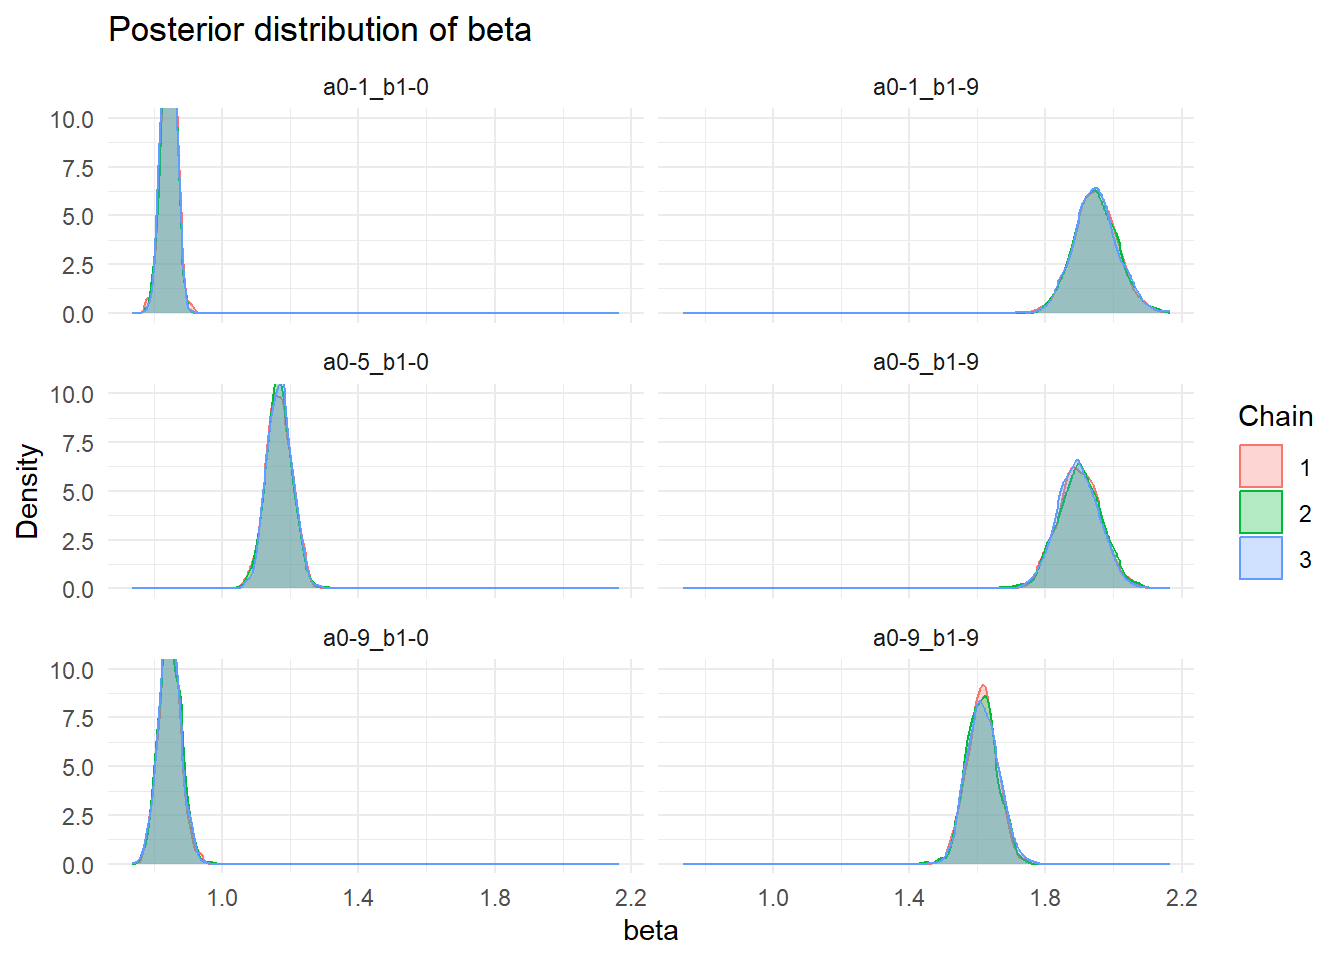 Posterior distribution of beta
a0-1_b1-0
a0-1_b1-9
10.0
7.5
5.0
2.5
0.0
a0-5_b1-0
a0-5_b1-9
10.0
7.5
5.0
2.5
0.0
Density
a0-9_b1-0
a0-9_b1-9
10.0
7.5
5.0
2.5
0.0
1.0 1.4 1.8 2.2
1.0 1.4 1.8 2.2
beta
Chain
1
2
3